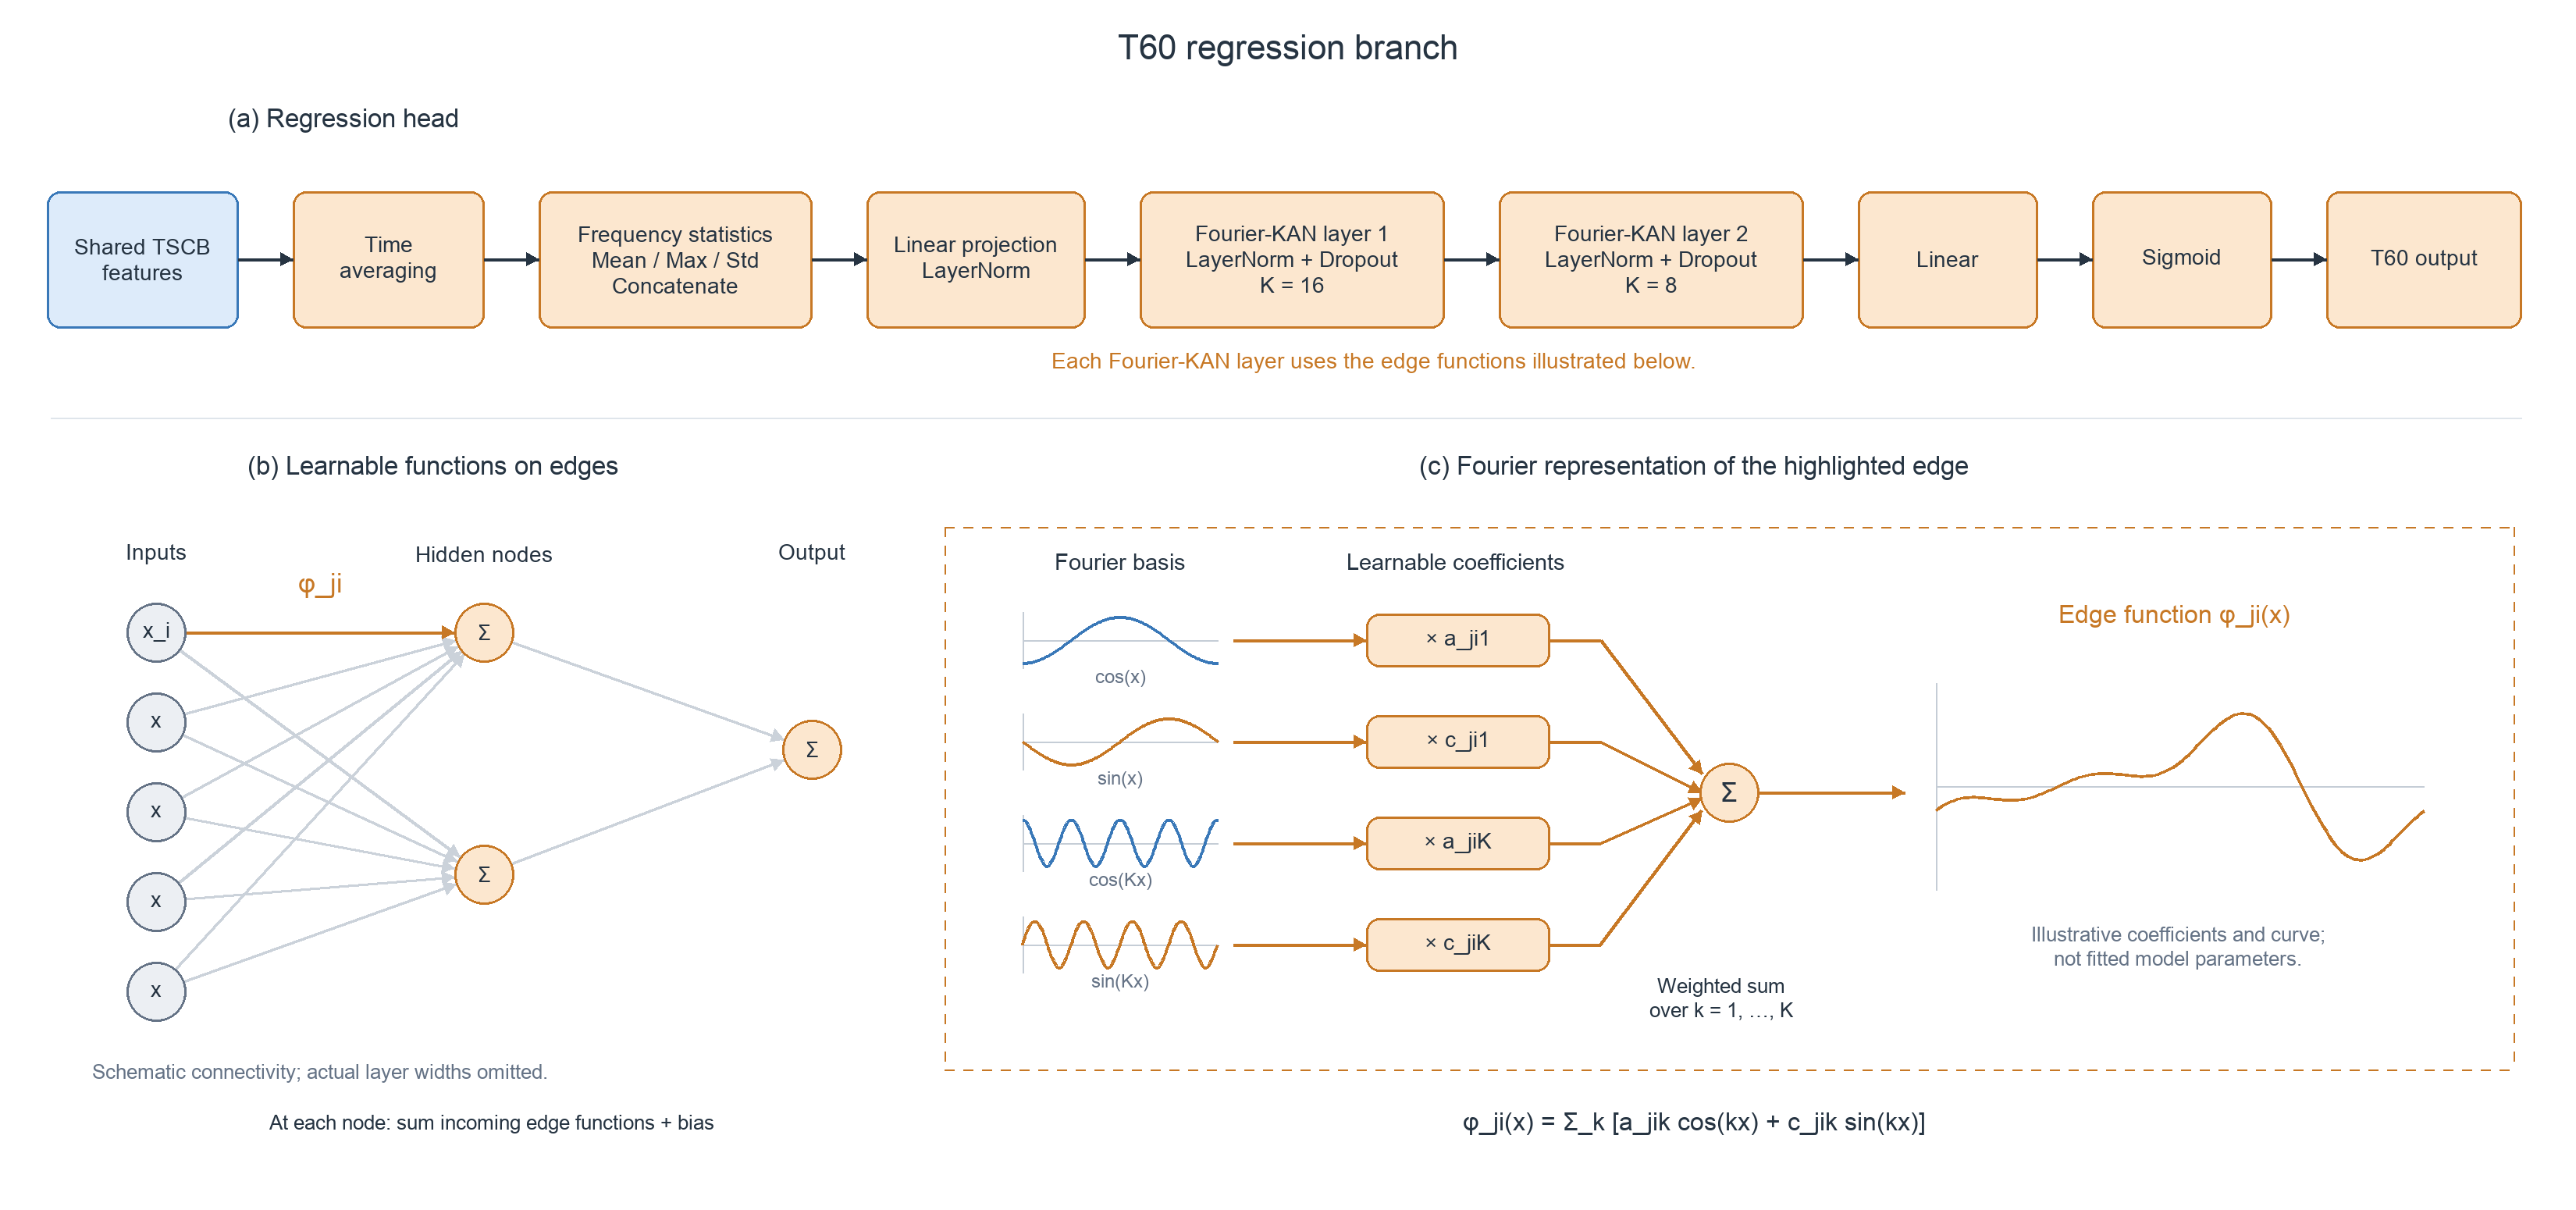 T60 regression branch
(a) Regression head
Shared TSCB
features
Time
averaging
Frequency statistics
Mean / Max / Std
Concatenate
Linear projection
LayerNorm
Fourier-KAN layer 1
LayerNorm + Dropout
K = 16
Fourier-KAN layer 2
LayerNorm + Dropout
K = 8
Linear
Sigmoid
T60 output
Each Fourier-KAN layer uses the edge functions illustrated below.
(b) Learnable functions on edges
Inputs
Hidden nodes
Output
φ_ji
x_i
x
x
x
x
Σ
Σ
Σ
Schematic connectivity; actual layer widths omitted.
At each node: sum incoming edge functions + bias
(c) Fourier representation of the highlighted edge
Fourier basis
Learnable coefficients
cos(x)
× a_ji1
sin(x)
× c_ji1
cos(Kx)
× a_jiK
sin(Kx)
× c_jiK
Σ
Weighted sum
over k = 1, …, K
Edge function φ_ji(x)
Illustrative coefficients and curve;
not fitted model parameters.
φ_ji(x) = Σ_k [a_jik cos(kx) + c_jik sin(kx)]